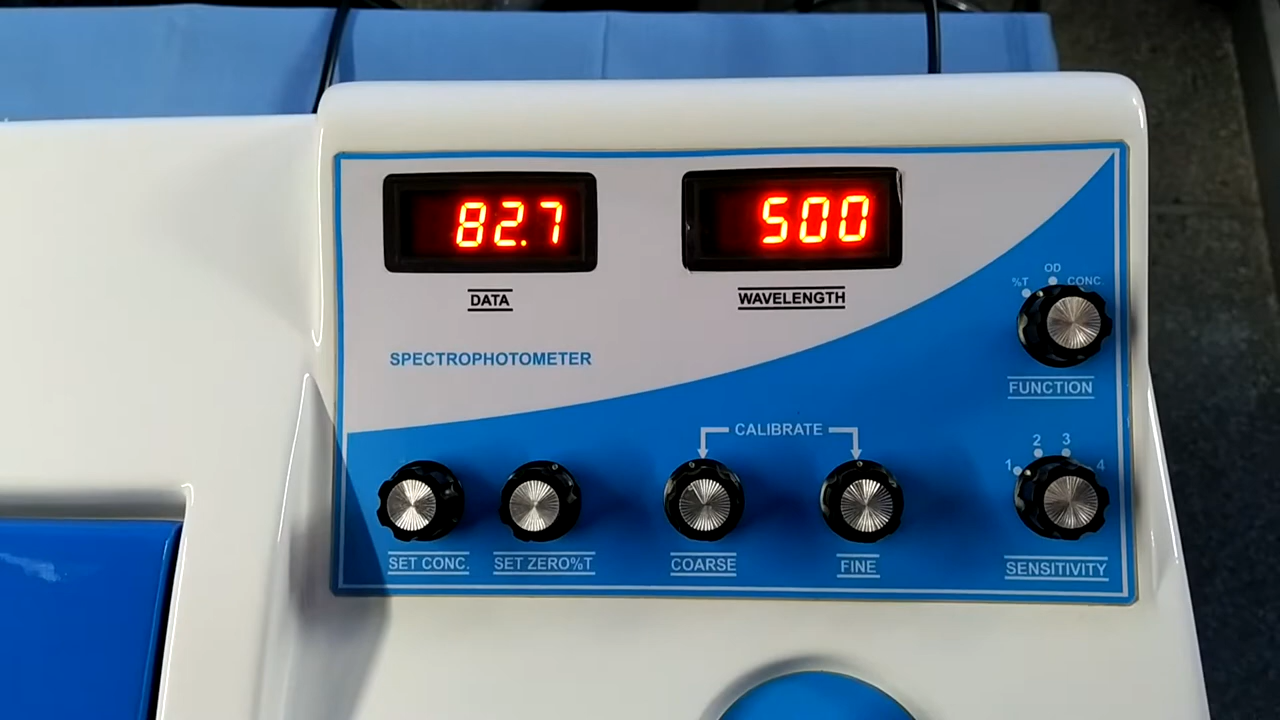 82.7
500
DATA
WAVELENGTH
SPECTROPHOTOMETER
%T
OD
CONC.
FUNCTION
CALIBRATE
1
2
3
4
SET CONC.
SET ZERO%T
COARSE
FINE
SENSITIVITY